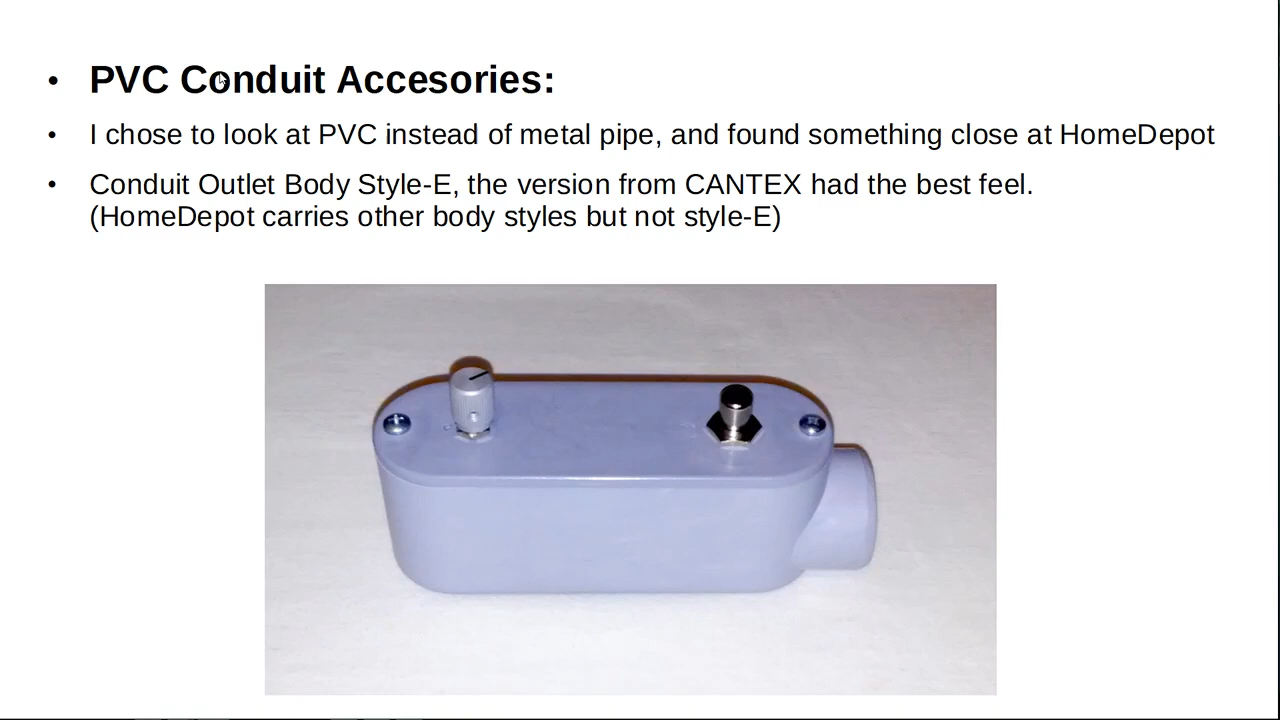 • PVC Conduit Accesories:
• I chose to look at PVC instead of metal pipe, and found something close at HomeDepot
• Conduit Outlet Body Style-E, the version from CANTEX had the best feel.
(HomeDepot carries other body styles but not style-E)